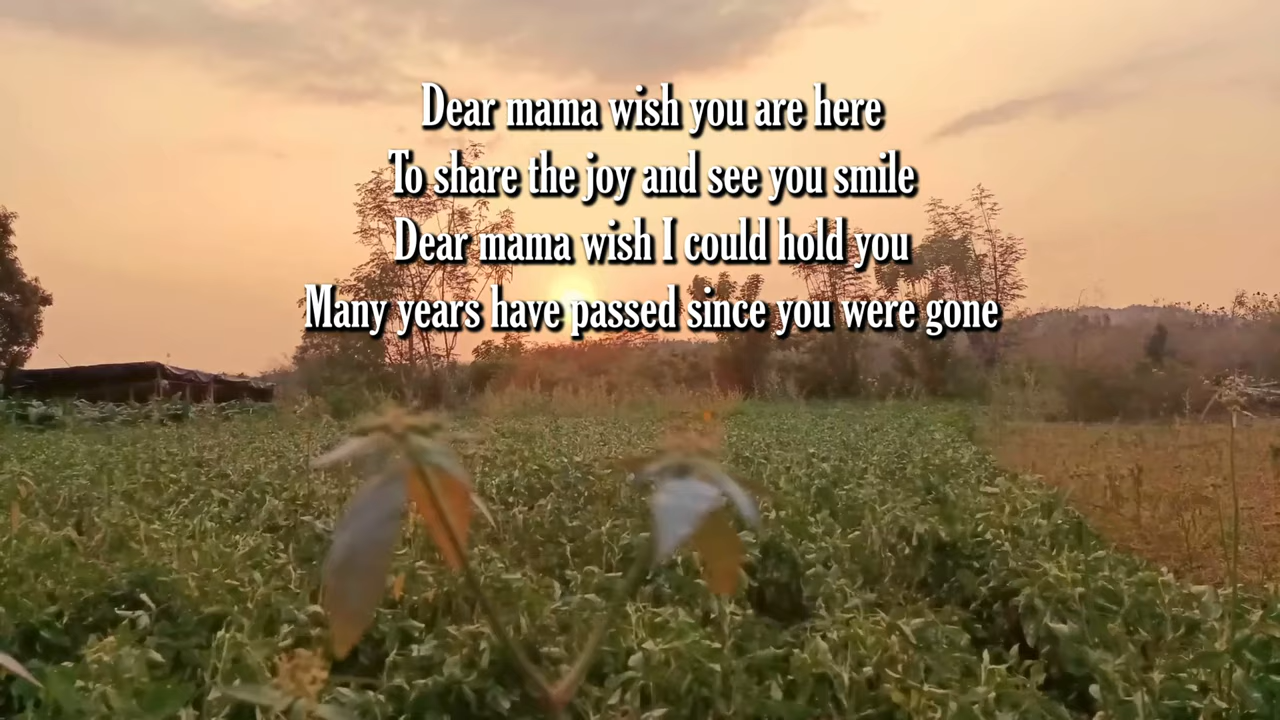 Dear mama wish you are here
To share the joy and see you smile
Dear mama wish I could hold you
Many years have passed since you were gone